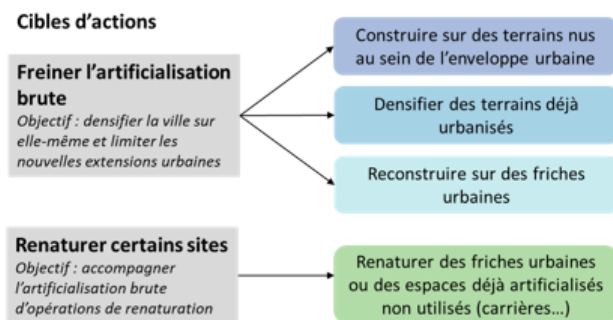 Cibles d'actions
Freiner l'artificialisation
brute
Objectif : densifier la ville sur
elle-même et limiter les
nouvelles extensions urbaines
Construire sur des terrains nus
au sein de l'enveloppe urbaine
Densifier des terrains déjà
urbanisés
Reconstruire sur des friches
urbaines
Renaturer certains sites
Objectif : accompagner
l'artificialisation brute
d'opérations de renaturation
Renaturer des friches urbaines
ou des espaces déjà artificialisés
non utilisés (carrières…)